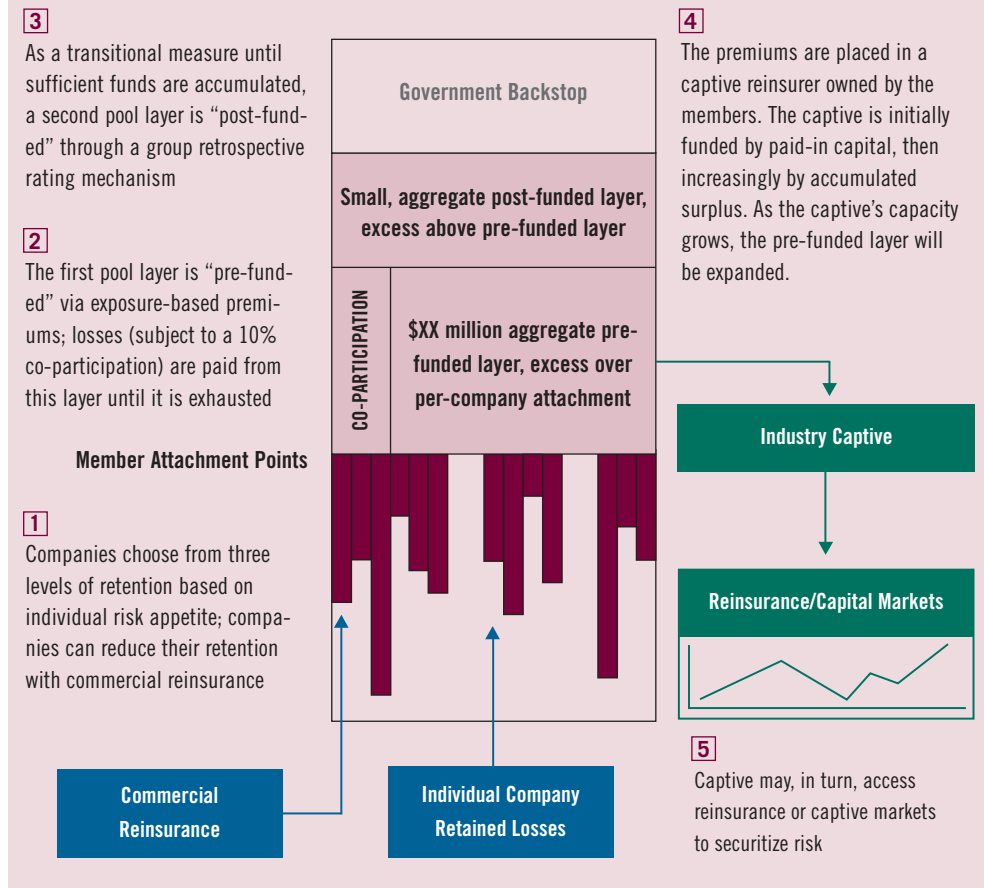 3
As a transitional measure until
sufficient funds are accumulated,
a second pool layer is “post-fund-
ed” through a group retrospective
rating mechanism
2
The first pool layer is “pre-fund-
ed” via exposure-based premi-
ums; losses (subject to a 10%
co-participation) are paid from
this layer until it is exhausted
Member Attachment Points
1
Companies choose from three
levels of retention based on
individual risk appetite; compa-
nies can reduce their retention
with commercial reinsurance
Government Backstop
Small, aggregate post-funded layer,
excess above pre-funded layer
CO-PARTICIPATION
$XX million aggregate pre-
funded layer, excess over
per-company attachment
Commercial
Reinsurance
Individual Company
Retained Losses
4
The premiums are placed in a
captive reinsurer owned by the
members. The captive is initially
funded by paid-in capital, then
increasingly by accumulated
surplus. As the captive’s capacity
grows, the pre-funded layer will
be expanded.
Industry Captive
Reinsurance/Capital Markets
5
Captive may, in turn, access
reinsurance or captive markets
to securitize risk